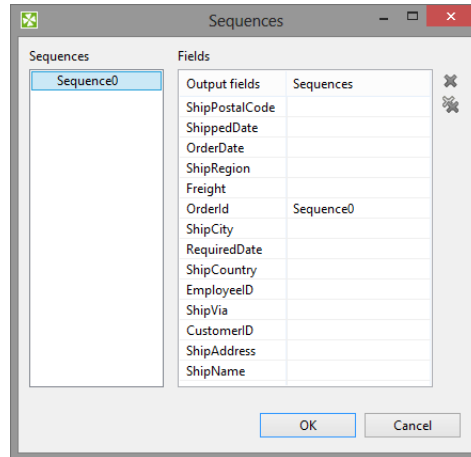 Sequences
Sequences
Fields
Sequence0
Output fields Sequences
ShipPostalCode
ShippedDate
OrderDate
ShipRegion
Freight
OrderId Sequence0
ShipCity
RequiredDate
ShipCountry
EmployeeID
ShipVia
CustomerID
ShipAddress
ShipName
OK Cancel